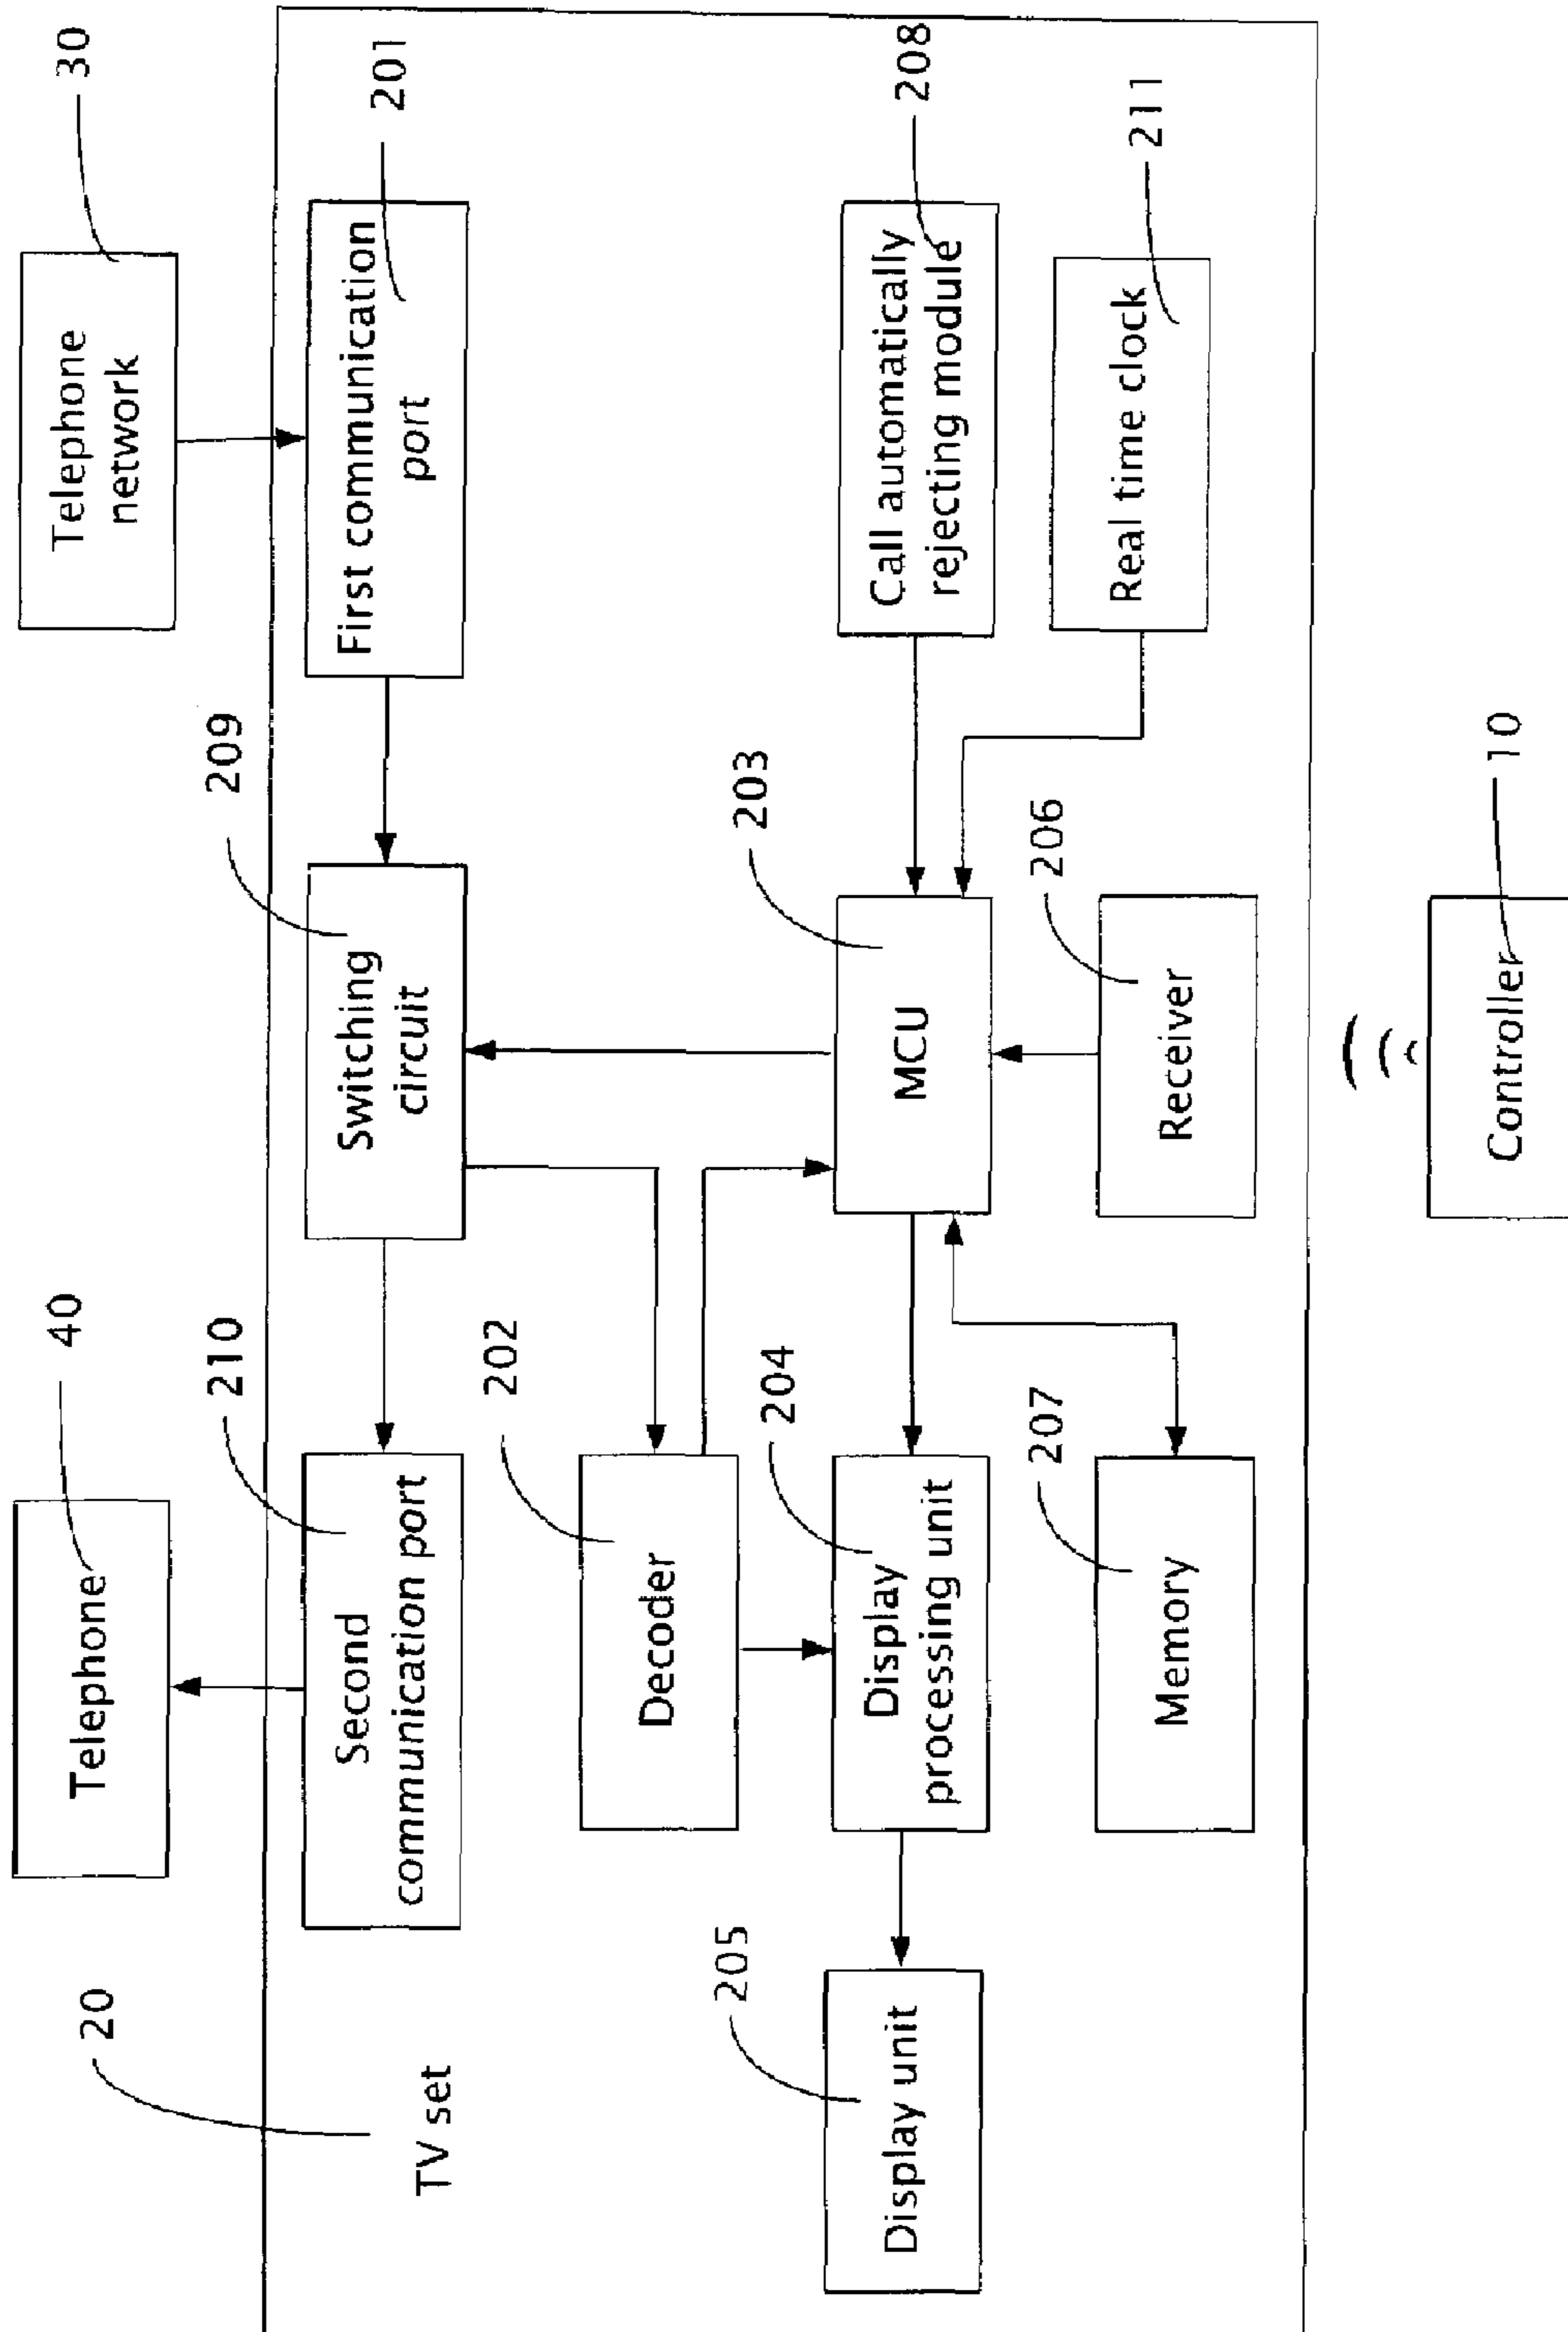 20
40
30
Telephone
Telephone
network
210
209
201
TV set
Second
communication port
Switching
circuit
First communication
port
202
Decoder
205
204
203
208
Display unit
Display
processing unit
MCU
Call automatically
rejecting module
207
206
211
Memory
Receiver
Real time clock
10
Controller